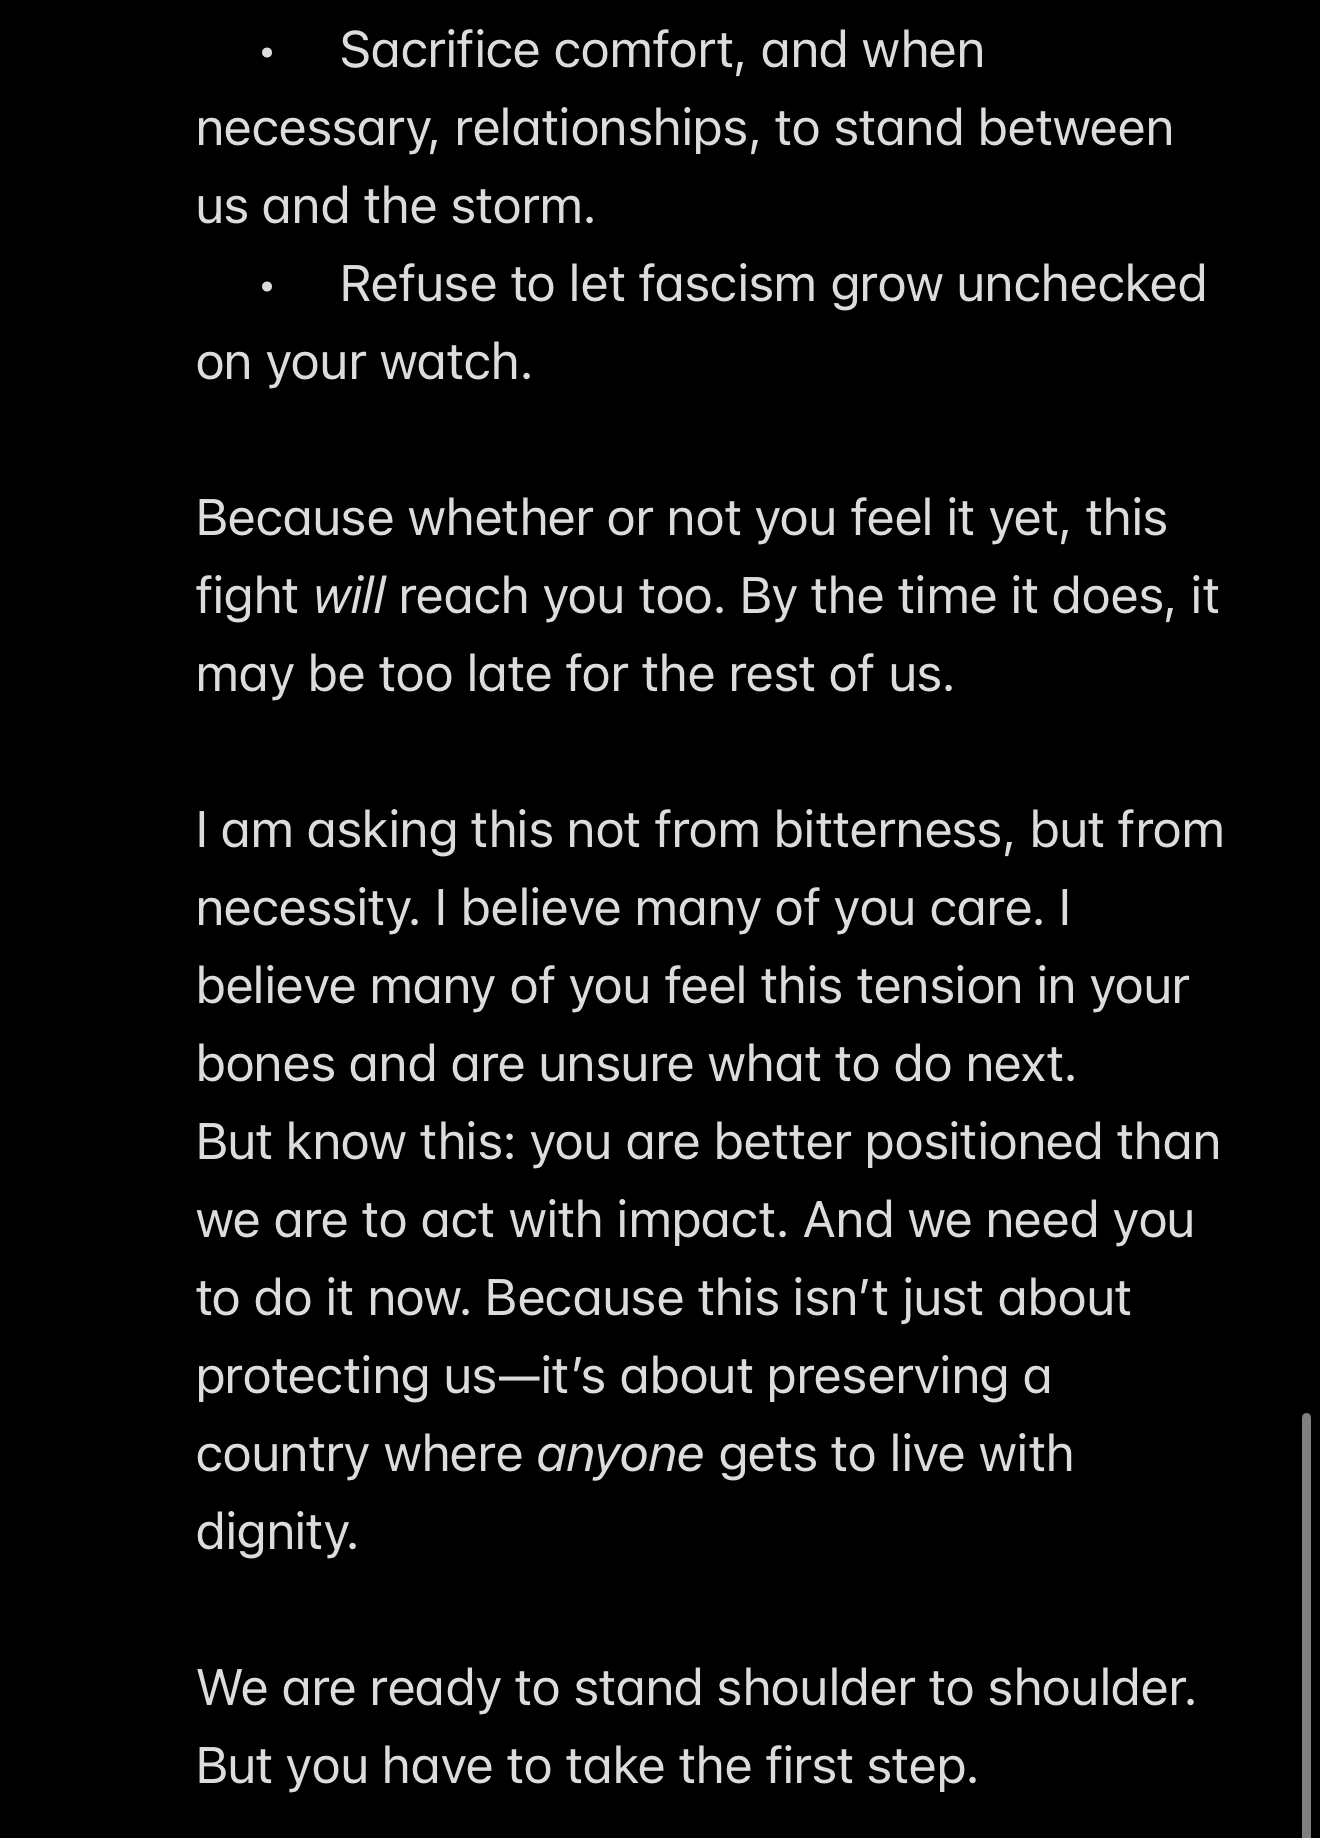 • Sacrifice comfort, and when
necessary, relationships, to stand between
us and the storm.
• Refuse to let fascism grow unchecked
on your watch.
Because whether or not you feel it yet, this
fight will reach you too. By the time it does, it
may be too late for the rest of us.
I am asking this not from bitterness, but from
necessity. I believe many of you care. I
believe many of you feel this tension in your
bones and are unsure what to do next.
But know this: you are better positioned than
we are to act with impact. And we need you
to do it now. Because this isn’t just about
protecting us—it’s about preserving a
country where anyone gets to live with
dignity.
We are ready to stand shoulder to shoulder.
But you have to take the first step.